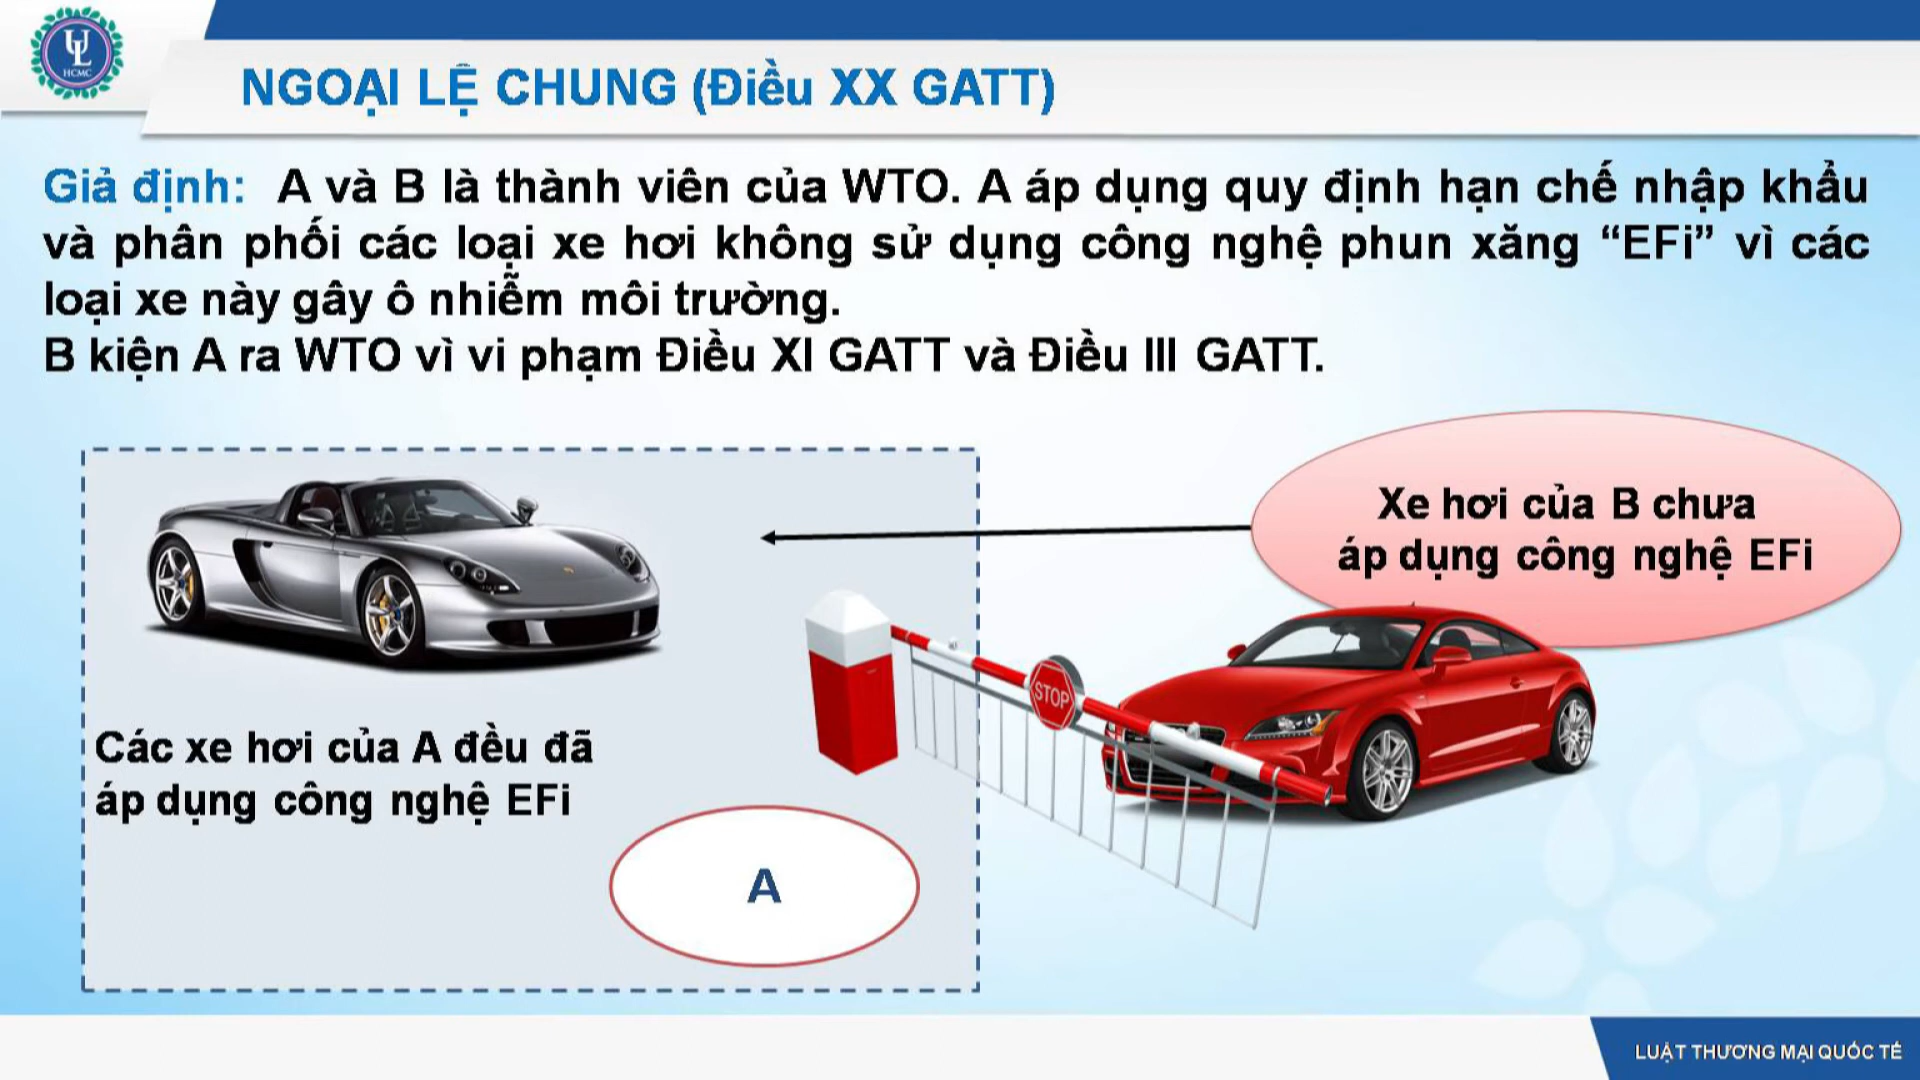 UL
HCMC
NGOẠI LỆ CHUNG (Điều XX GATT)
Giả định: A và B là thành viên của WTO. A áp dụng quy định hạn chế nhập khẩu
và phân phối các loại xe hơi không sử dụng công nghệ phun xăng “EFi” vì các
loại xe này gây ô nhiễm môi trường.
B kiện A ra WTO vì vi phạm Điều XI GATT và Điều III GATT.
Xe hơi của B chưa
áp dụng công nghệ EFi
STOP
Các xe hơi của A đều đã
áp dụng công nghệ EFi
A
LUẬT THƯƠNG MẠI QUỐC TẾ